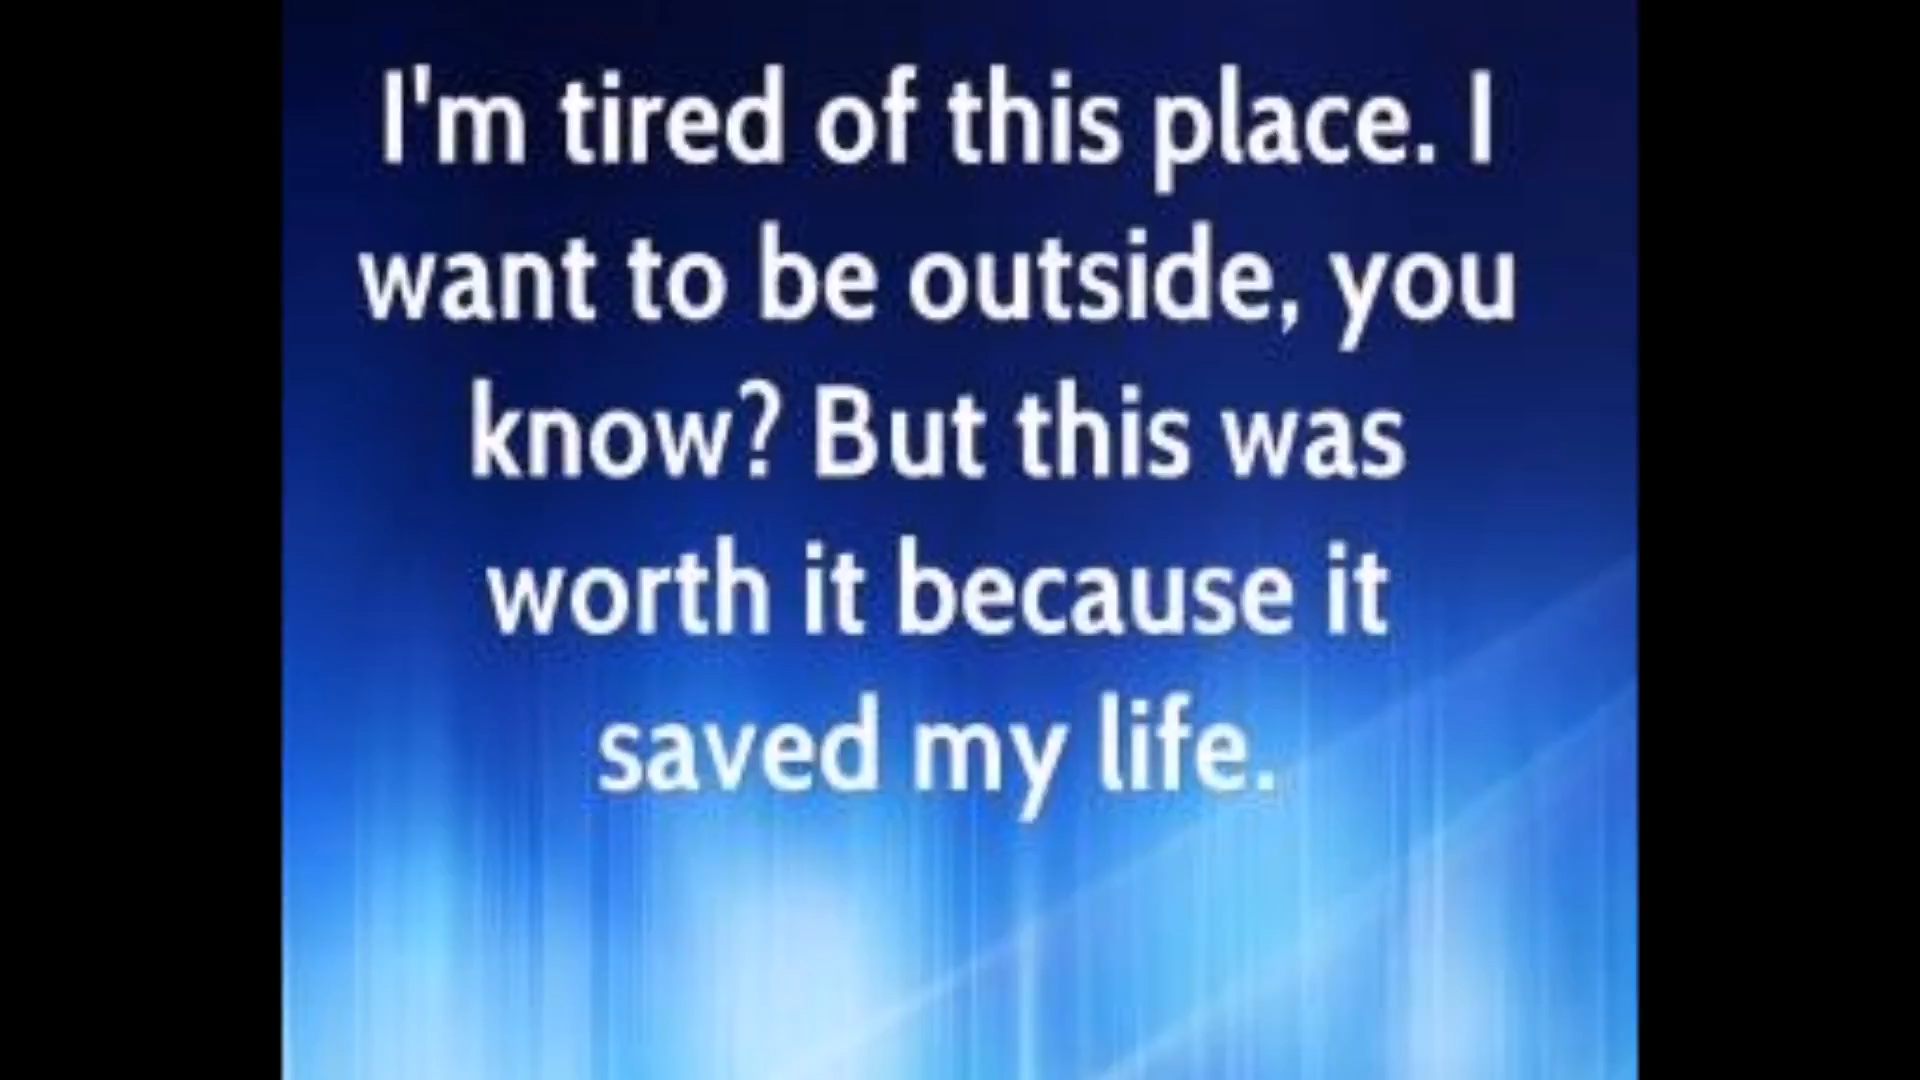 I'm tired of this place. I
want to be outside, you
know? But this was
worth it because it
saved my life.